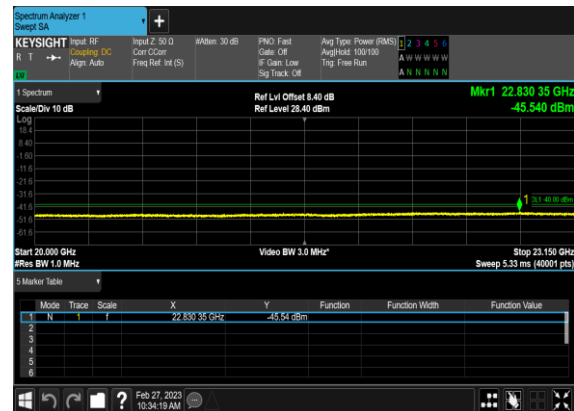 Spectrum Analyzer 1
Swept SA
+
KEYSIGHT
R T
LV
Input: RF
Coupling: DC
Align: Auto
Input Z: 50 Ω
Corr CCorr
Freq Ref: Int (S)
#Atten: 30 dB
PNO: Fast
Gate: Off
IF Gain: Low
Sig Track: Off
Avg Type: Power (RMS)
Avg|Hold: 100/100
Trig: Free Run
1 2 3 4 5 6
A W W W W W
A N N N N N
1 Spectrum
Scale/Div 10 dB
Ref Lvl Offset 8.40 dB
Ref Level 28.40 dBm
Mkr1 22.830 35 GHz
-45.540 dBm
Log
18.4
8.40
-1.60
-11.6
-21.6
-31.6
-41.6
-51.6
-61.6
1
DL1 -40.00 dBm
Start 20.000 GHz
#Res BW 1.0 MHz
Video BW 3.0 MHz*
Stop 23.150 GHz
Sweep 5.33 ms (40001 pts)
5 Marker Table
Mode Trace Scale X Y Function Function Width Function Value
1 N 1 f 22.830 35 GHz -45.54 dBm
2
3
4
5
6
?
Feb 27, 2023
10:34:19 AM